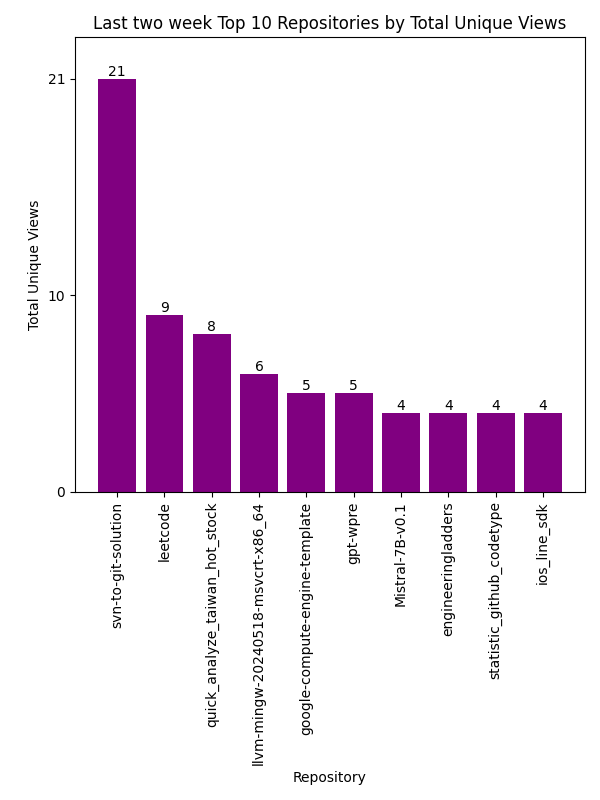 Last two week Top 10 Repositories by Total Unique Views
Total Unique Views
21
10
0
21
9
8
6
5
5
4
4
4
4
svn-to-git-solution
leetcode
quick_analyze_taiwan_hot_stock
llvm-mingw-20240518-msvcrt-x86_64
google-compute-engine-template
gpt-wpre
Mistral-7B-v0.1
engineeringladders
statistic_github_codetype
ios_line_sdk
Repository